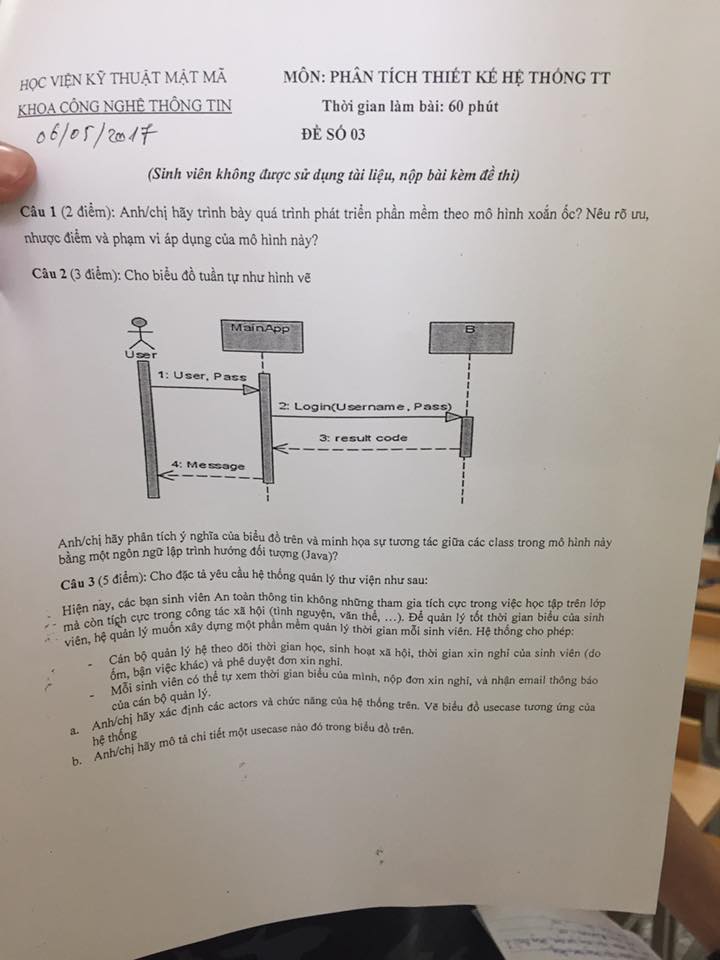 HỌC VIỆN KỸ THUẬT MẬT MÃ
MÔN: PHÂN TÍCH THIẾT KẾ HỆ THỐNG TT
KHOA CÔNG NGHỆ THÔNG TIN
Thời gian làm bài: 60 phút
06/05/2017
ĐỀ SỐ 03
(Sinh viên không được sử dụng tài liệu, nộp bài kèm đề thi)
Câu 1 (2 điểm): Anh/chị hãy trình bày quá trình phát triển phần mềm theo mô hình xoắn ốc? Nêu rõ ưu,
nhược điểm và phạm vi áp dụng của mô hình này?
Câu 2 (3 điểm): Cho biểu đồ tuần tự như hình vẽ
MainApp
B
User
1: User, Pass
2: Login(Username, Pass)
3: result code
4: Message
Anh/chị hãy phân tích ý nghĩa của biểu đồ trên và minh họa sự tương tác giữa các class trong mô hình này
bằng một ngôn ngữ lập trình hướng đối tượng (Java)?
Câu 3 (5 điểm): Cho đặc tả yêu cầu hệ thống quản lý thư viện như sau:
Hiện nay, các bạn sinh viên An toàn thông tin không những tham gia tích cực trong việc học tập trên lớp
mà còn tích cực trong công tác xã hội (tình nguyện, văn thể, ...). Để quản lý tốt thời gian biểu của sinh
viên, hệ quản lý muốn xây dựng một phần mềm quản lý thời gian mỗi sinh viên. Hệ thống cho phép:
- Cán bộ quản lý hệ theo dõi thời gian học, sinh hoạt xã hội, thời gian xin nghỉ của sinh viên (do
ốm, bận việc khác) và phê duyệt đơn xin nghỉ.
- Mỗi sinh viên có thể tự xem thời gian biểu của mình, nộp đơn xin nghỉ, và nhận email thông báo
của cán bộ quản lý.
a. Anh/chị hãy xác định các actors và chức năng của hệ thống trên. Vẽ biểu đồ usecase tương ứng của
hệ thống
b. Anh/chị hãy mô tả chi tiết một usecase nào đó trong biểu đồ trên.